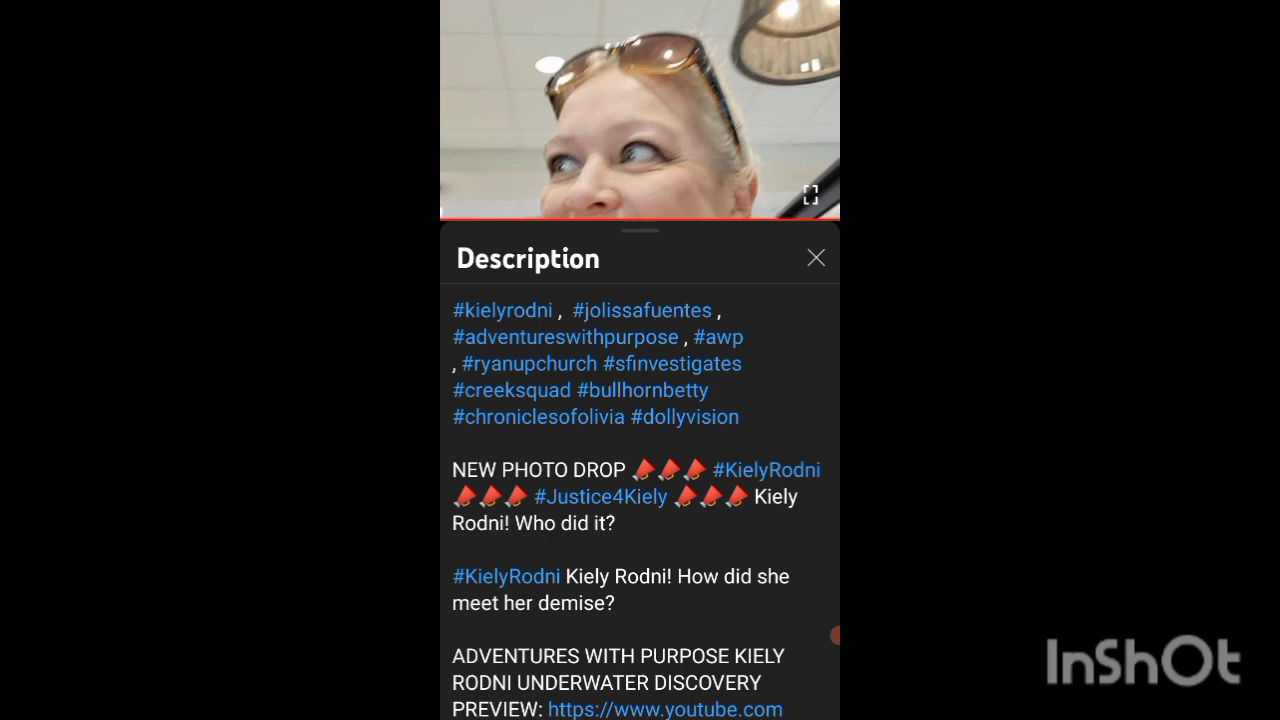 Description
#kielyrodni , #jolissafuentes ,
#adventureswithpurpose , #awp
, #ryanupchurch #sfinvestigates
#creeksquad #bullhornbetty
#chroniclesofolivia #dollyvision
NEW PHOTO DROP 📣📣📣 #KielyRodni
📣📣📣 #Justice4Kiely 📣📣📣 Kiely
Rodni! Who did it?
#KielyRodni Kiely Rodni! How did she
meet her demise?
ADVENTURES WITH PURPOSE KIELY
RODNI UNDERWATER DISCOVERY
PREVIEW: https://www.youtube.com
InShOt